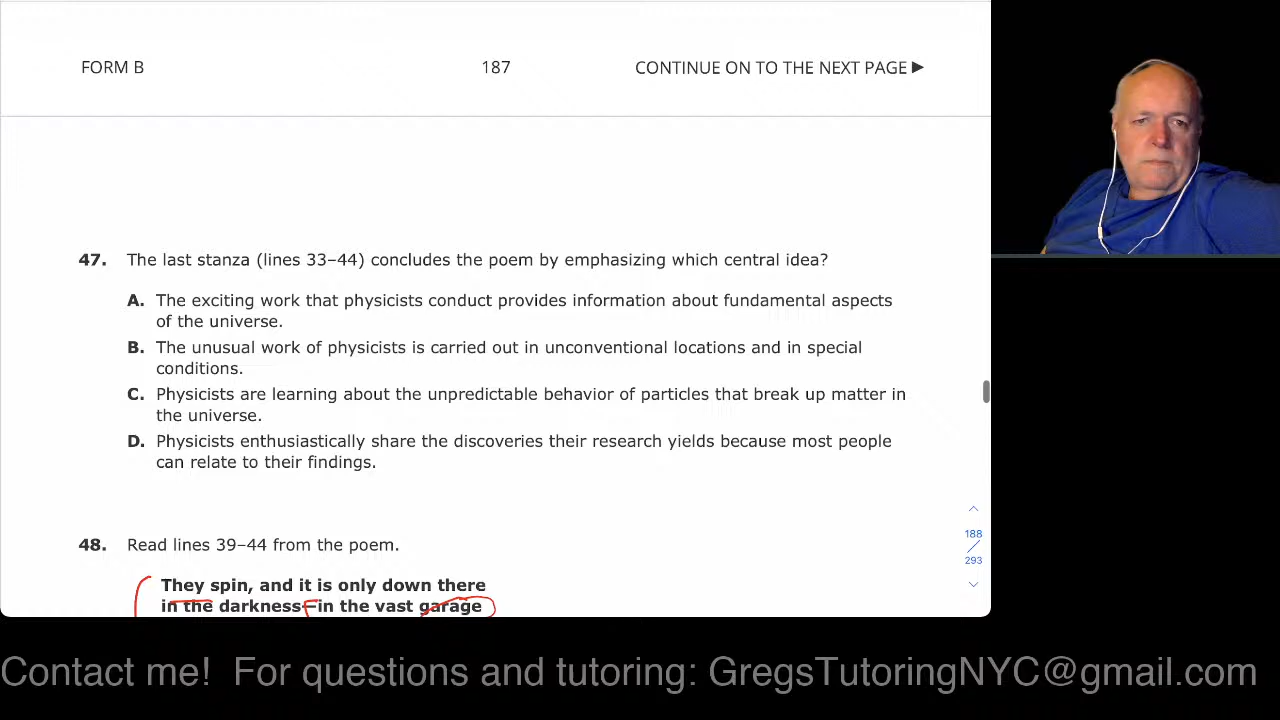 FORM B 187 CONTINUE ON TO THE NEXT PAGE ▶
47. The last stanza (lines 33–44) concludes the poem by emphasizing which central idea?
A. The exciting work that physicists conduct provides information about fundamental aspects
of the universe.
B. The unusual work of physicists is carried out in unconventional locations and in special
conditions.
C. Physicists are learning about the unpredictable behavior of particles that break up matter in
the universe.
D. Physicists enthusiastically share the discoveries their research yields because most people
can relate to their findings.
188
293
48. Read lines 39–44 from the poem.
They spin, and it is only down there
in the darkness—in the vast garage
Contact me! For questions and tutoring: GregsTutoringNYC@gmail.com